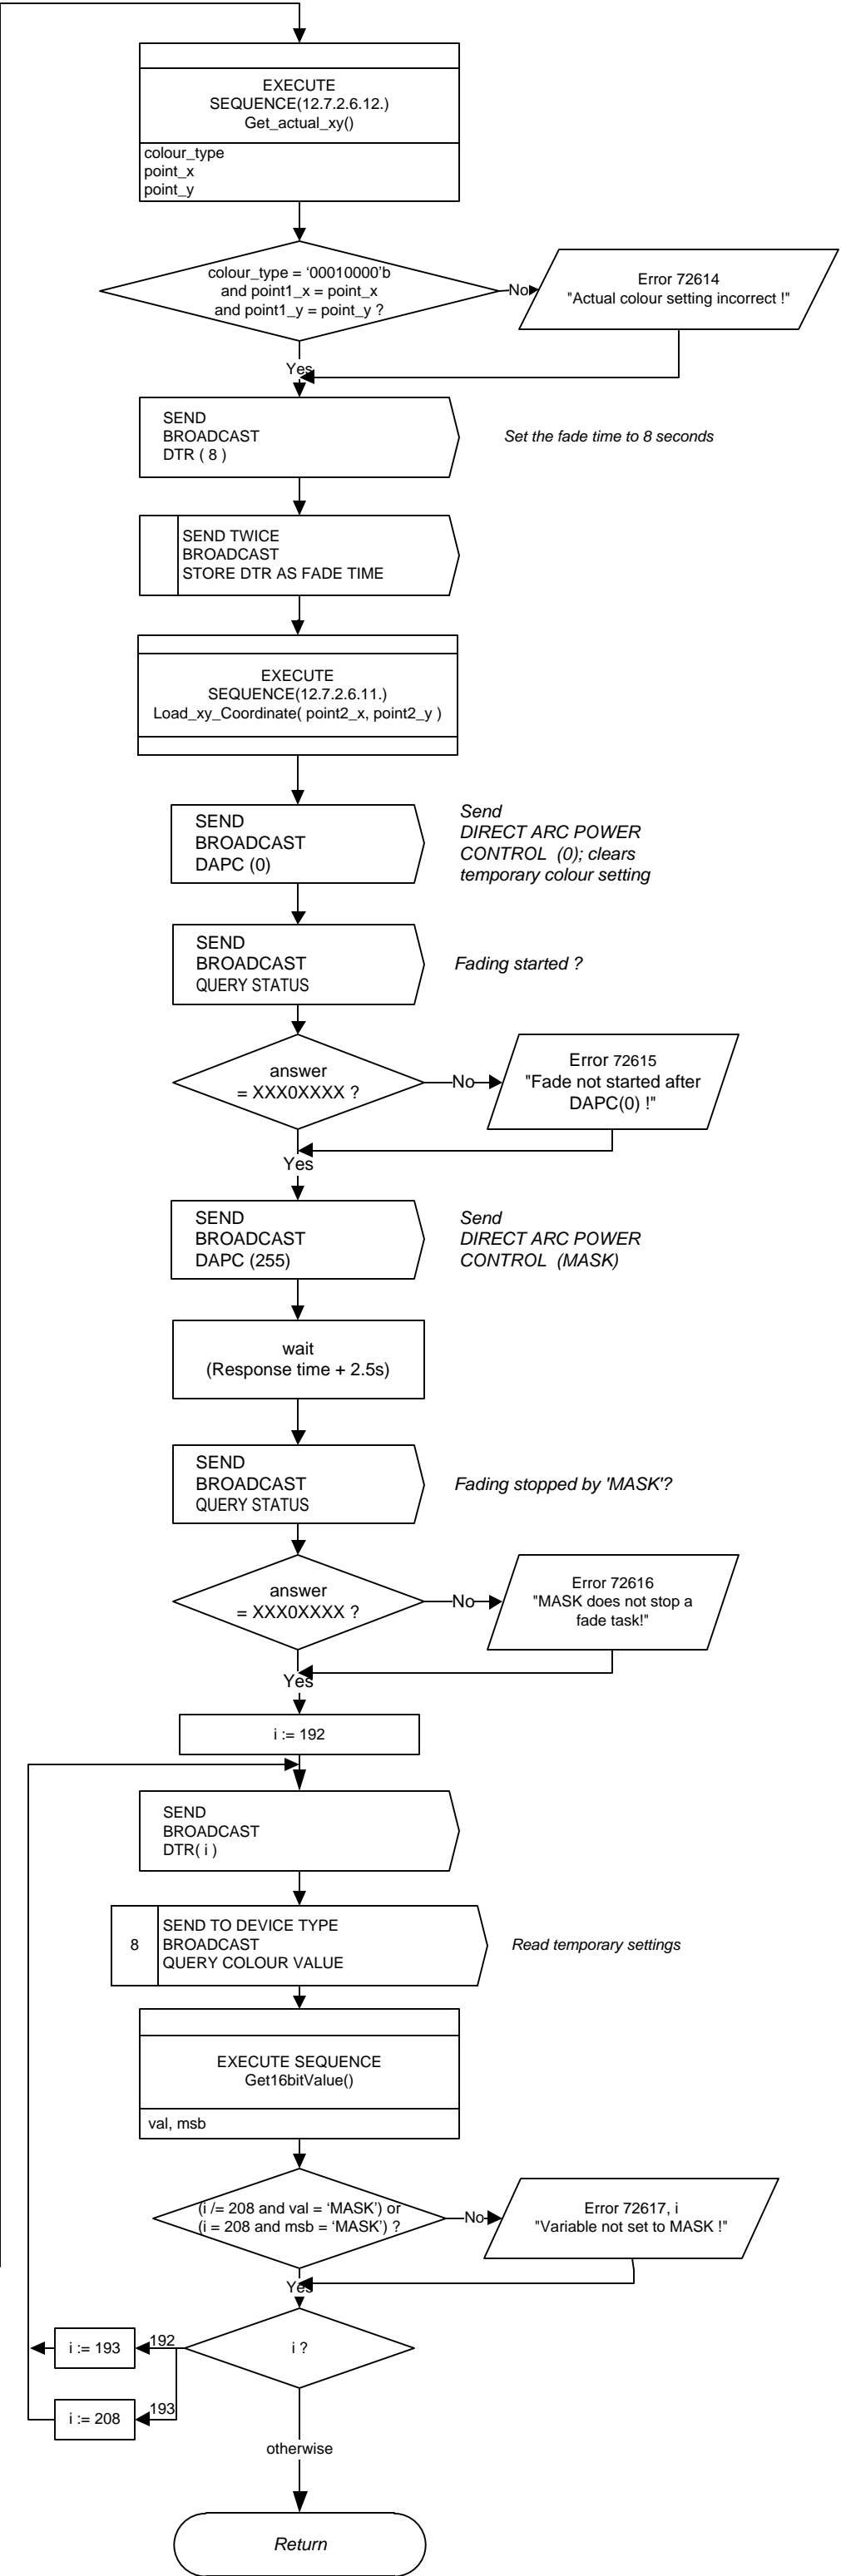 EXECUTE
SEQUENCE(12.7.2.6.12.)
Get_actual_xy()
colour_type
point_x
point_y
colour_type = ‘00010000’b
and point1_x = point_x
and point1_y = point_y ?
No
Error 72614
"Actual colour setting incorrect !"
Yes
SEND
BROADCAST
DTR ( 8 )
Set the fade time to 8 seconds
SEND TWICE
BROADCAST
STORE DTR AS FADE TIME
EXECUTE
SEQUENCE(12.7.2.6.11.)
Load_xy_Coordinate( point2_x, point2_y )
SEND
BROADCAST
DAPC (0)
Send
DIRECT ARC POWER
CONTROL (0); clears
temporary colour setting
SEND
BROADCAST
QUERY STATUS
Fading started ?
answer
= XXX0XXXX ?
No
Error 72615
"Fade not started after
DAPC(0) !"
Yes
SEND
BROADCAST
DAPC (255)
Send
DIRECT ARC POWER
CONTROL (MASK)
wait
(Response time + 2.5s)
SEND
BROADCAST
QUERY STATUS
Fading stopped by 'MASK'?
answer
= XXX0XXXX ?
No
Error 72616
"MASK does not stop a
fade task!"
Yes
i := 192
SEND
BROADCAST
DTR( i )
8
SEND TO DEVICE TYPE
BROADCAST
QUERY COLOUR VALUE
Read temporary settings
EXECUTE SEQUENCE
Get16bitValue()
val, msb
(i /= 208 and val = ‘MASK’) or
(i = 208 and msb = ‘MASK’) ?
No
Error 72617, i
"Variable not set to MASK !"
Yes
i ?
192
i := 193
193
i := 208
otherwise
Return